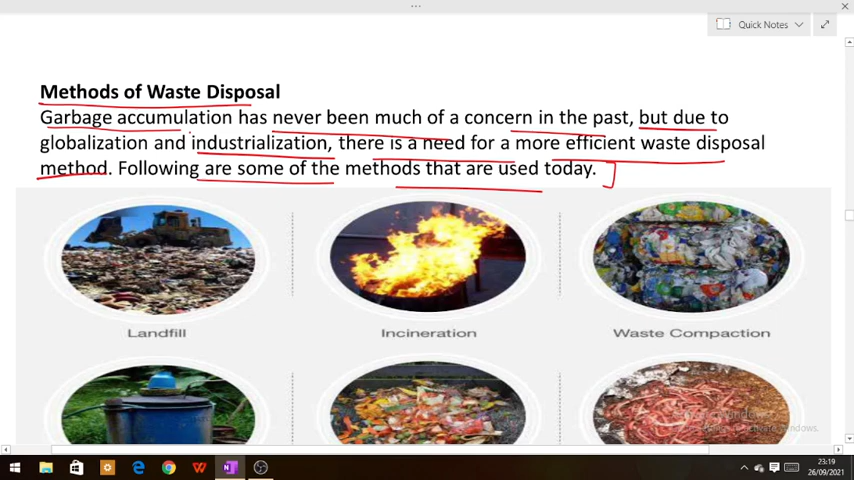 Quick Notes
Methods of Waste Disposal
Garbage accumulation has never been much of a concern in the past, but due to
globalization and industrialization, there is a need for a more efficient waste disposal
method. Following are some of the methods that are used today.
Landfill
Incineration
Waste Compaction
23:19
26/09/2021